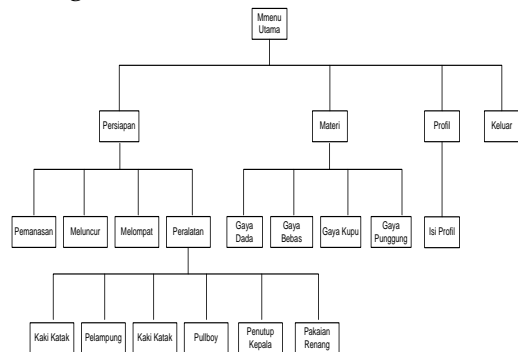 Mmenu
Utama
Persiapan
Materi
Profil
Keluar
Pemanasan
Meluncur
Melompat
Peralatan
Gaya
Dada
Gaya
Bebas
Gaya Kupu
Gaya
Punggung
Isi Profil
Kaki Katak
Pelampung
Kaki Katak
Pullboy
Penutup
Kepala
Pakaian
Renang